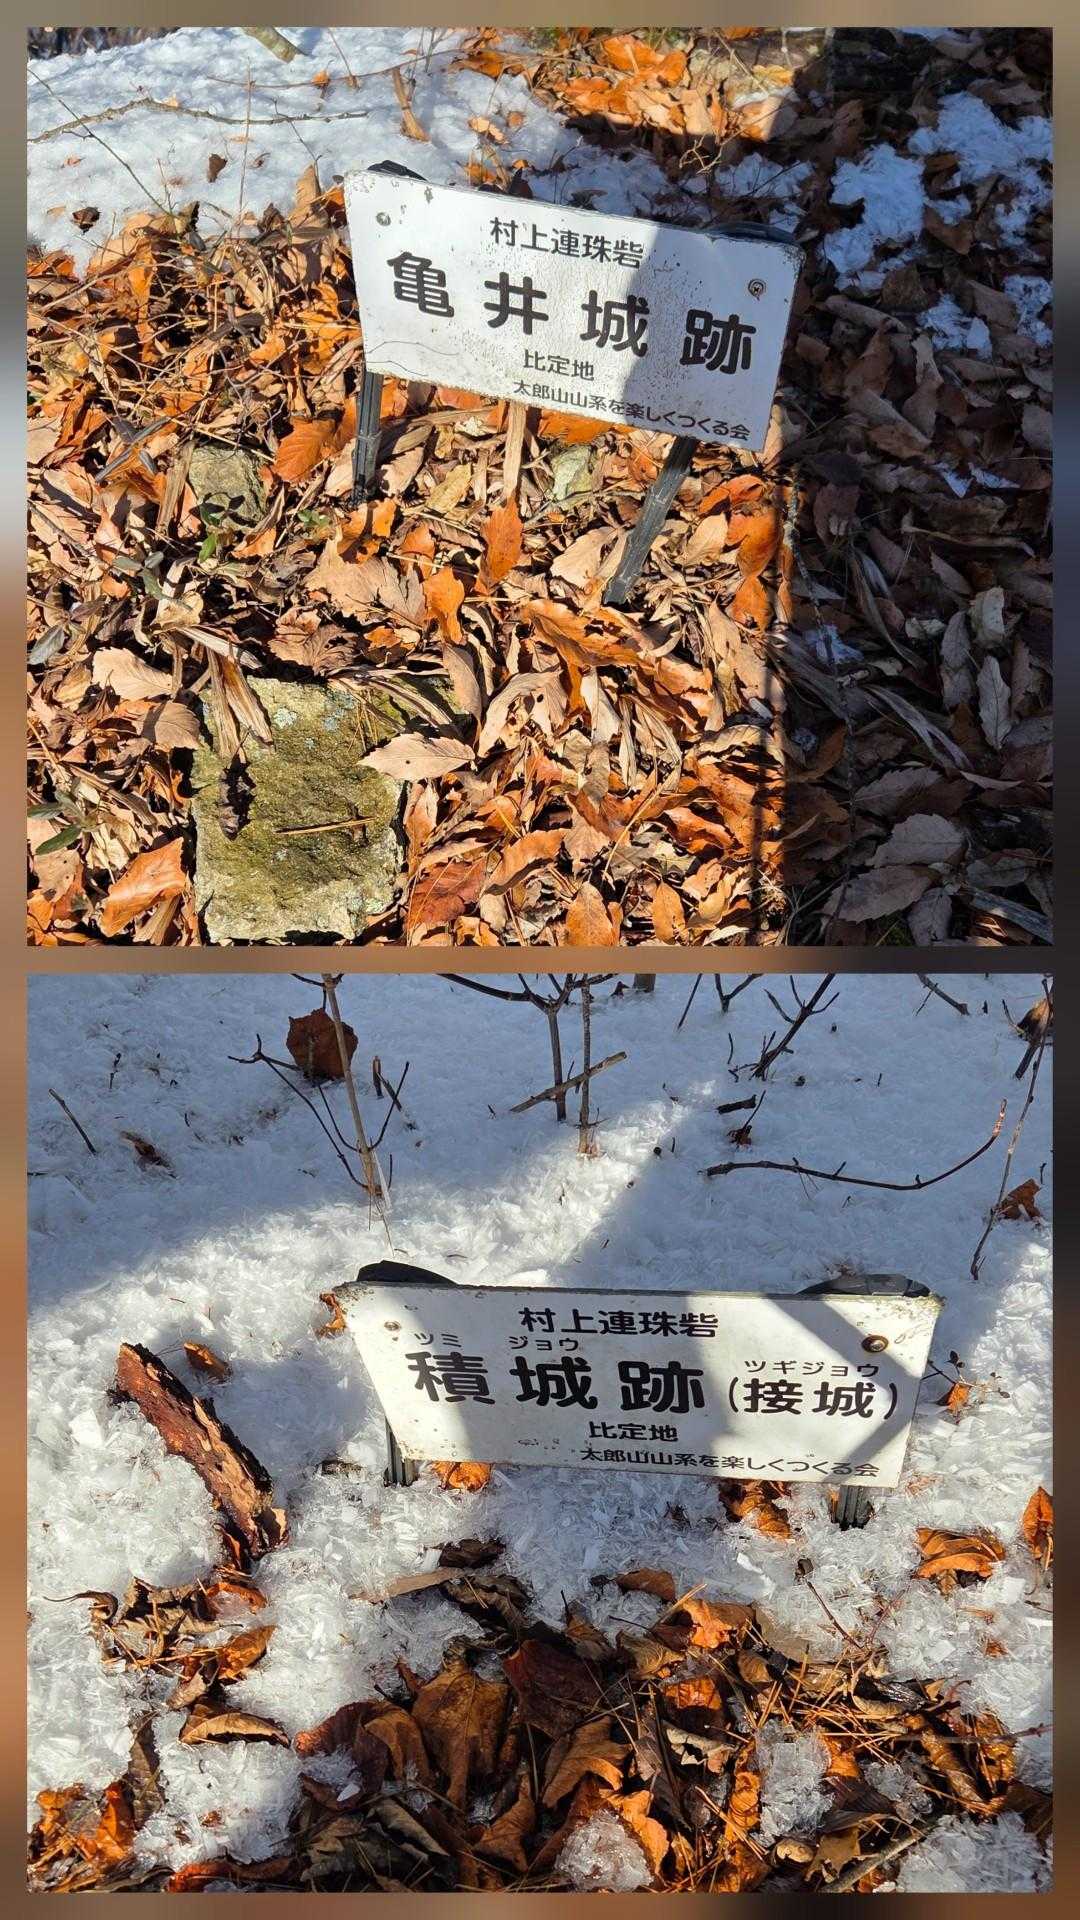 村上連珠砦
亀井城跡
比定地
太郎山山系を楽しくつくる会
村上連珠砦
ツミ ジョウ ツギジョウ
積城跡(接城)
比定地
太郎山山系を楽しくつくる会